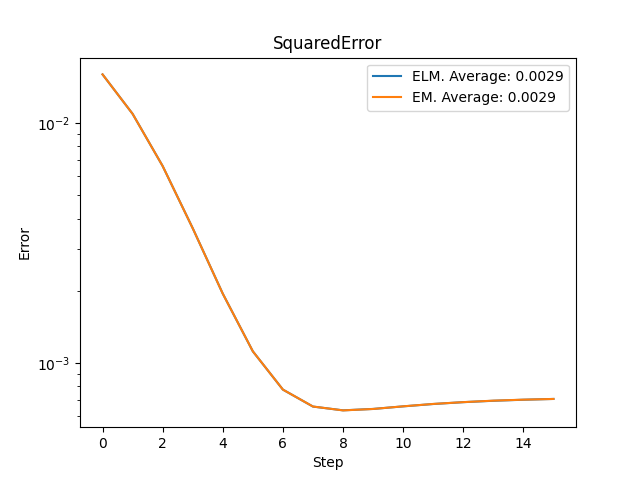 SquaredError
ELM. Average: 0.0029
EM. Average: 0.0029
Error
10⁻²
10⁻³
0 2 4 6 8 10 12 14
Step